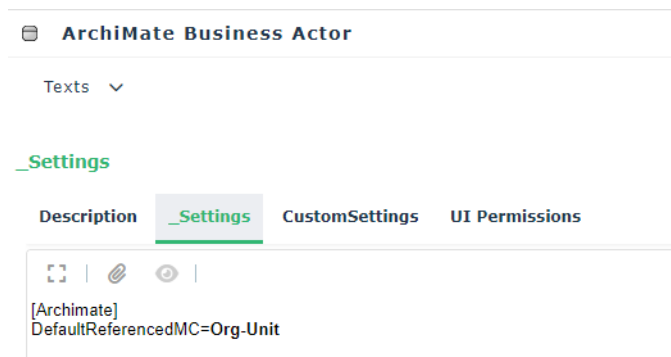 ArchiMate Business Actor
Texts
_Settings
Description _Settings CustomSettings UI Permissions
[Archimate]
DefaultReferencedMC=Org-Unit